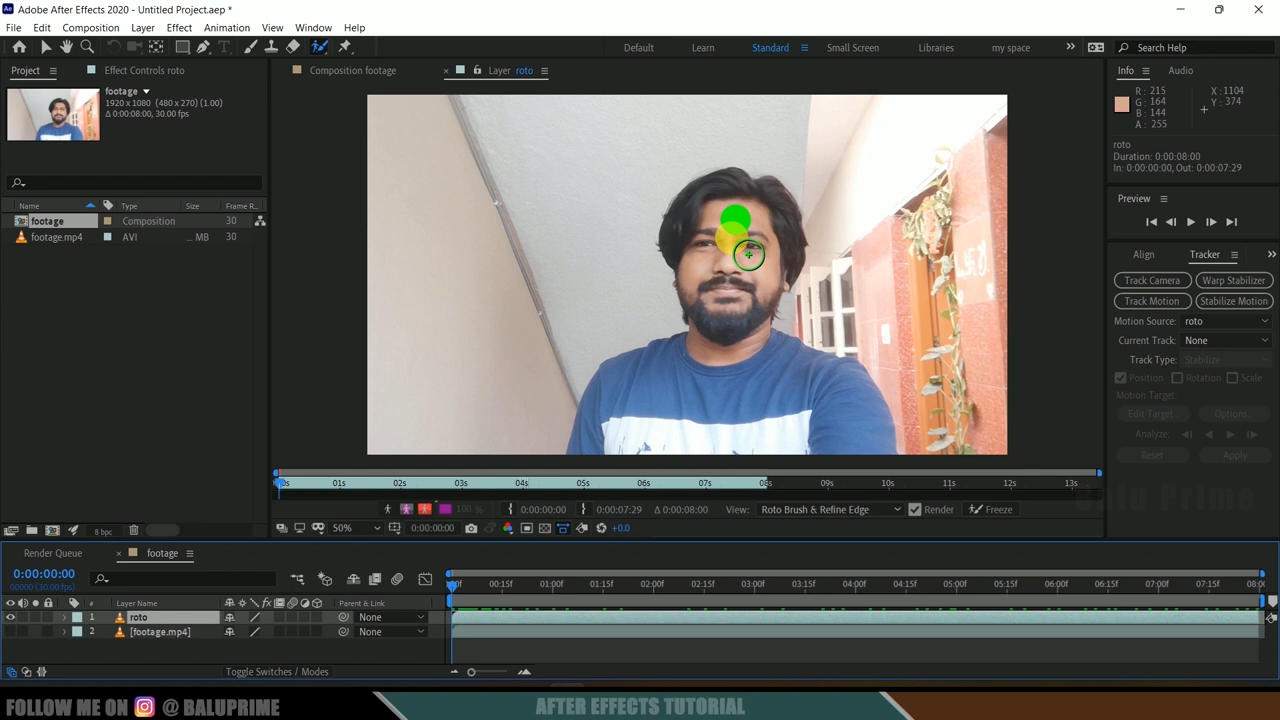 Adobe After Effects 2020 - Untitled Project.aep *
File Edit Composition Layer Effect Animation View Window Help
Default Learn Standard Small Screen Libraries my space Search Help
Project Effect Controls roto
Composition footage
Layer roto
Info Audio
footage
1920 x 1080 (480 x 270) (1.00)
Δ 0:00:08:00, 30.00 fps)
R: 215
G: 164
B: 144
A: 255
X: 1104
Y: 374
roto
Duration: 0:00:08:00
In: 0:00:00:00, Out: 0:00:07:29
Name Type Size Frame R...
footage Composition 30
footage.mp4 AVI ... MB 30
Preview
Align Tracker
Track Camera Warp Stabilizer
Track Motion Stabilize Motion
Motion Source: roto
Current Track: None
Track Type: Stabilize
Position Rotation Scale
Motion Target:
Edit Target... Options...
Analyze:
Reset Apply
01s 02s 03s 04s 05s 06s 07s 08s 09s 10s 11s 12s 13s
100 % 0:00:00:00 0:00:07:29 Δ 0:00:08:00 View: Roto Brush & Refine Edge Render Freeze
50% 0:00:00:00 +0.0
8 bpc
Balu Prime
Render Queue footage
0:00:00:00
00000 (30.00 fps)
00:15f 01:00f 01:15f 02:00f 02:15f 03:00f 03:15f 04:00f 04:15f 05:00f 05:15f 06:00f 06:15f 07:00f 07:15f
# Layer Name Parent & Link
1 roto None
2 [footage.mp4] None
Toggle Switches / Modes
FOLLOW ME ON @ BALUPRIME
AFTER EFFECTS TUTORIAL